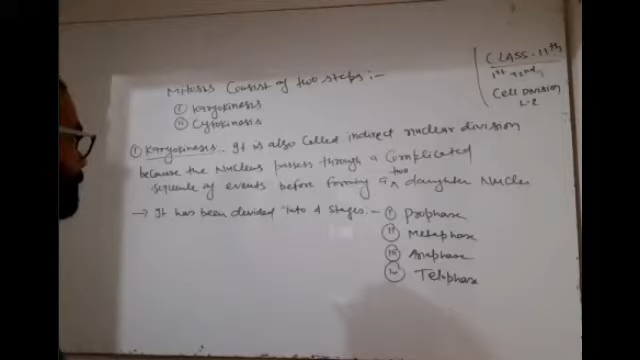 CLASS-11th
1st + 2nd
Cell Division
L-2
Mitosis Consist of two steps:-
(i) Karyokinesis
(ii) Cytokinesis
(i) Karyokinesis. It is also called indirect nuclear division
because the Nucleus possess through a Complicated
sequence of events before forming two daughter Nuclei
→ It has been divided into 4 stages.- (i) Prophase
(ii) Metaphase
(iii) Anaphase
(iv) Telophase